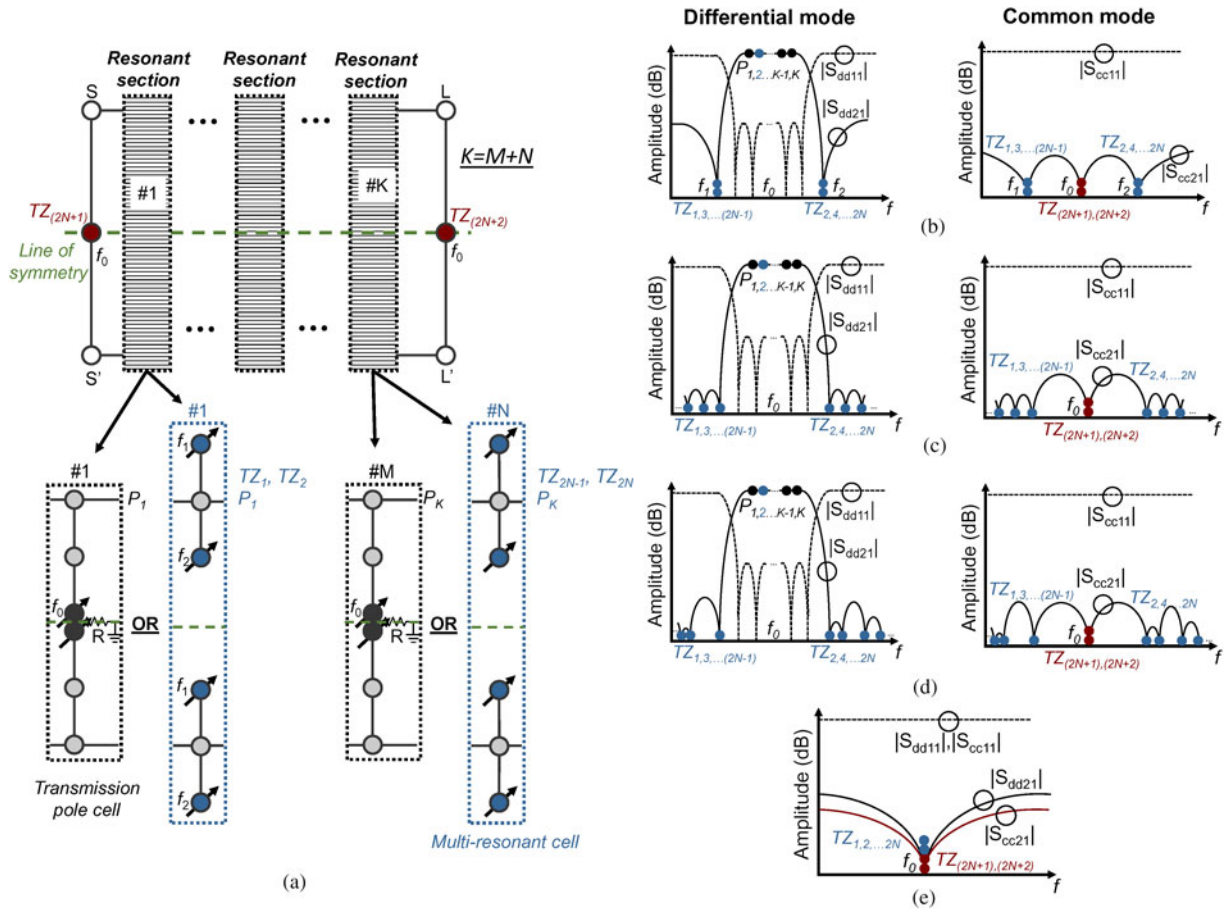 Resonant section
Resonant section
Resonant section
S
L
K=M+N
#1
#K
TZ(2N+1)
TZ(2N+2)
f0
f0
Line of symmetry
S'
L'
#1
#N
f1
TZ1, TZ2
P1
#1
P1
f2
f0
R
OR
f1
f2
#M
PK
TZ2N-1, TZ2N
PK
OR
Transmission pole cell
Multi-resonant cell
(a)
Differential mode
Common mode
Amplitude (dB)
P1,2...K-1,K
|Sdd11|
|Sdd21|
f1
f0
f2
f
TZ1,3,...(2N-1)
TZ2,4,...2N
Amplitude (dB)
|Scc11|
TZ1,3,...(2N-1)
TZ2,4,...2N
f1
f0
f2
|Scc21|
f
TZ(2N+1),(2N+2)
(b)
Amplitude (dB)
P1,2...K-1,K
|Sdd11|
|Sdd21|
f0
f
TZ1,3,...(2N-1)
TZ2,4,...2N
Amplitude (dB)
|Scc11|
|Scc21|
TZ1,3,...(2N-1)
TZ2,4,...2N
f0
f
TZ(2N+1),(2N+2)
(c)
Amplitude (dB)
P1,2...K-1,K
|Sdd11|
|Sdd21|
f0
f
TZ1,3,...(2N-1)
TZ2,4,...2N
Amplitude (dB)
|Scc11|
|Scc21|
TZ1,3,...(2N-1)
TZ2,4,...2N
f0
f
TZ(2N+1),(2N+2)
(d)
Amplitude (dB)
|Sdd11|,|Scc11|
|Sdd21|
|Scc21|
TZ1,2,...2N
f0
TZ(2N+1),(2N+2)
f
(e)